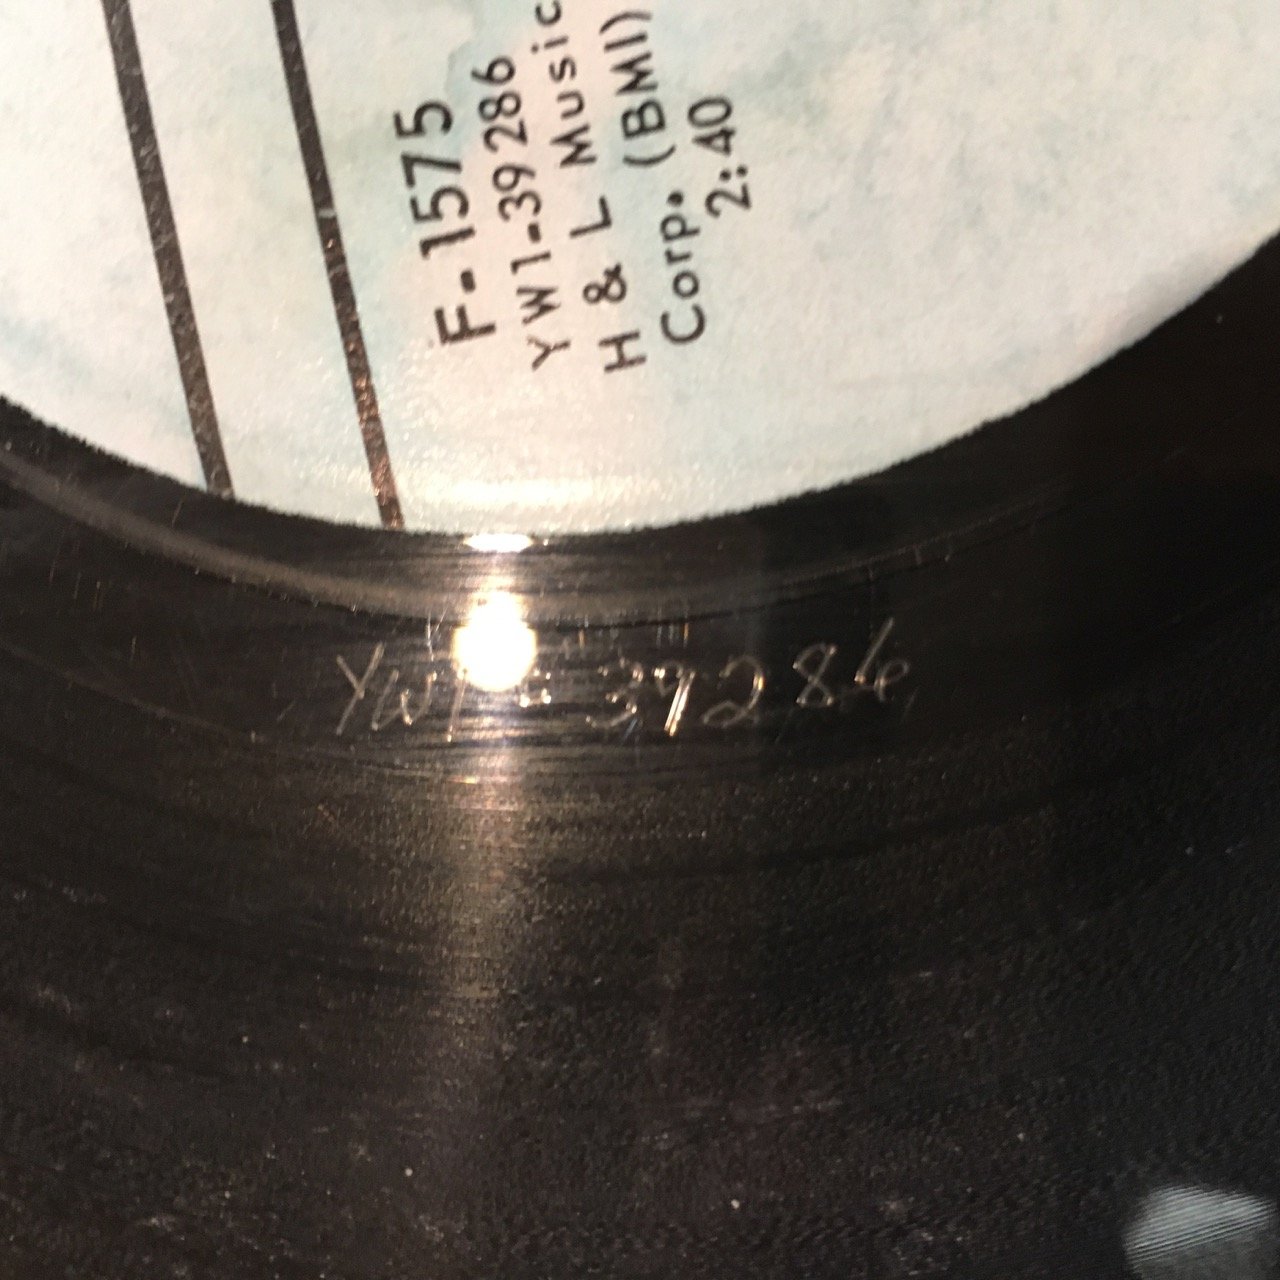 F-1575
YW1-39286
H & L Music
Corp. (BMI)
2:40
YW1-39286